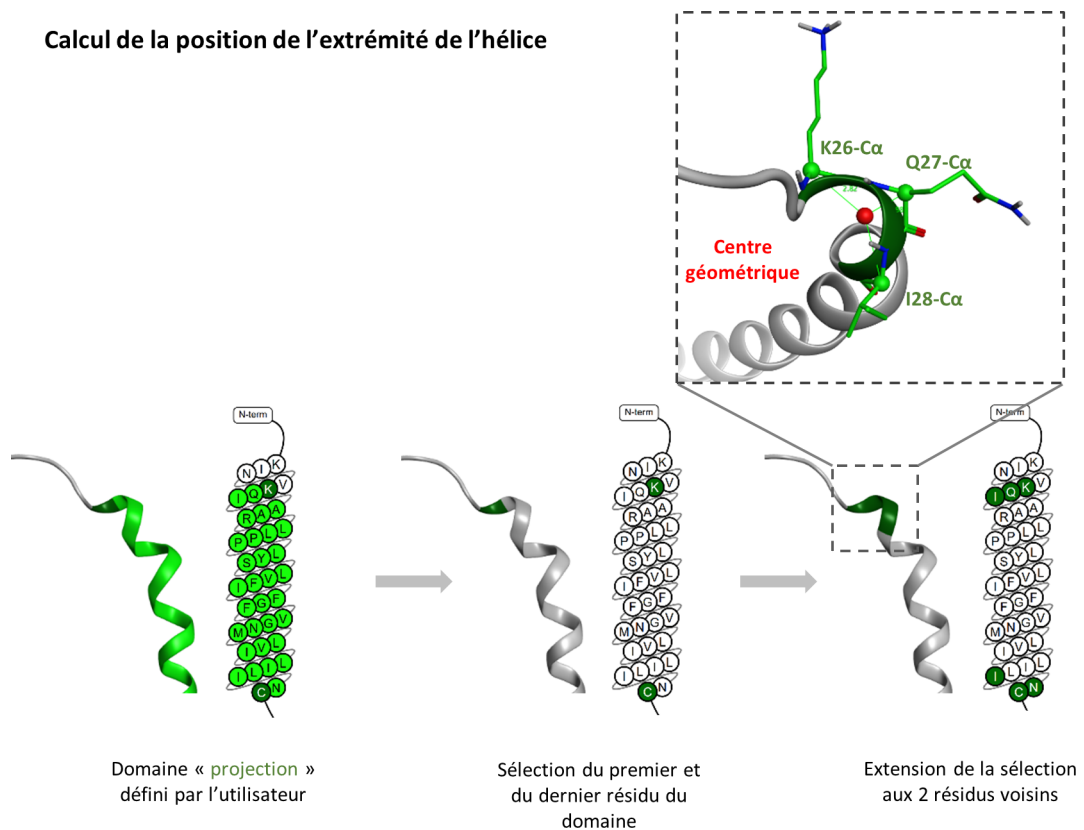 Calcul de la position de l'extrémité de l'hélice
K26-Cα
Q27-Cα
2.82
Centre
géométrique
I28-Cα
N-term
N I K
I Q K V
R A A
P P L L
S Y L
I F V L
F G F
M N G V
I V L
I L I L
C N
N-term
N I K
I Q K V
R A A
P P L L
S Y L
I F V L
F G F
M N G V
I V L
I L I L
C N
N-term
N I K
I Q K V
R A A
P P L L
S Y L
I F V L
F G F
M N G V
I V L
I L I L
C N
Domaine « projection »
défini par l'utilisateur
Sélection du premier et
du dernier résidu du
domaine
Extension de la sélection
aux 2 résidus voisins